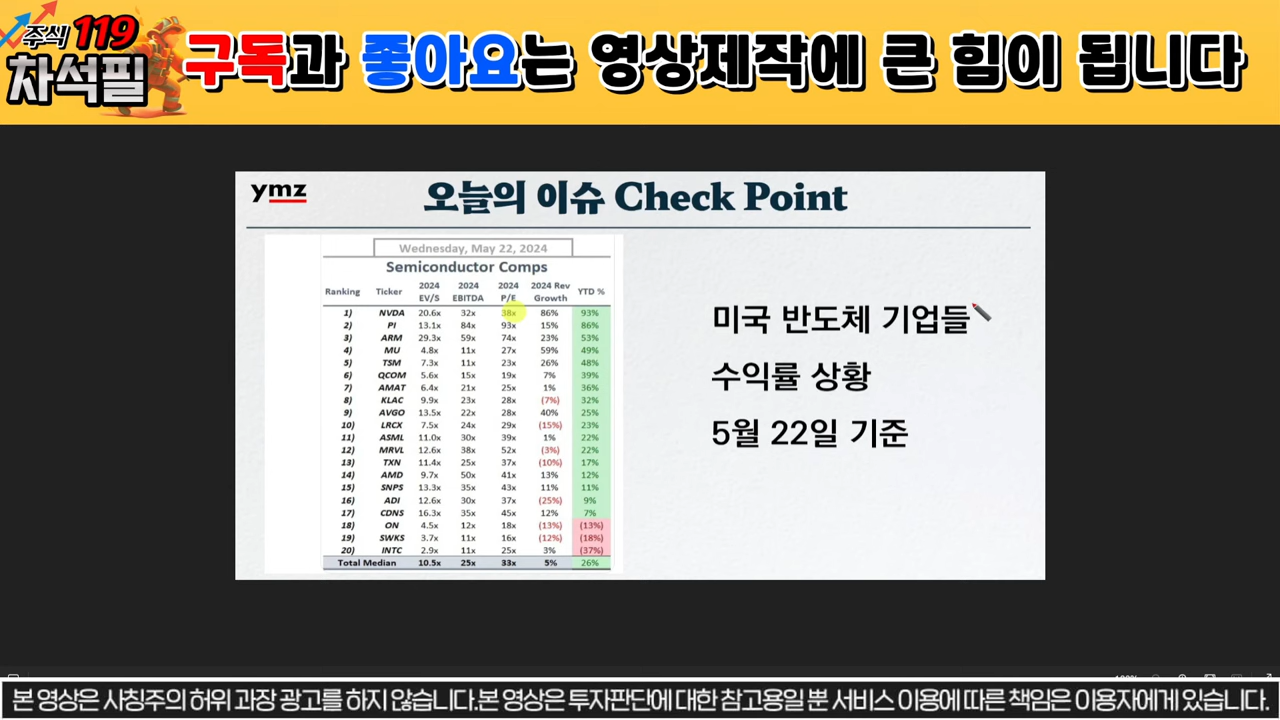 주식 119
차석필
구독과 좋아요는 영상제작에 큰 힘이 됩니다
ymz
오늘의 이슈 Check Point
Wednesday, May 22, 2024
Semiconductor Comps
Ranking Ticker 2024 EV/S 2024 EBITDA 2024 P/E 2024 Rev Growth YTD %
1) NVDA 20.6x 32x 38x 86% 93%
2) PI 13.1x 84x 93x 15% 86%
3) ARM 29.3x 59x 74x 23% 53%
4) MU 4.8x 11x 27x 59% 49%
5) TSM 7.3x 11x 23x 26% 48%
6) QCOM 5.6x 15x 19x 7% 39%
7) AMAT 6.4x 21x 25x 1% 36%
8) KLAC 9.9x 23x 28x (7%) 32%
9) AVGO 13.5x 22x 28x 40% 25%
10) LRCX 7.5x 24x 29x (15%) 23%
11) ASML 11.0x 30x 39x 1% 22%
12) MRVL 12.6x 38x 52x (3%) 22%
13) TXN 11.4x 25x 37x (10%) 17%
14) AMD 9.7x 50x 41x 13% 12%
15) SNPS 13.3x 35x 43x 11% 11%
16) ADI 12.6x 30x 37x (25%) 9%
17) CDNS 16.3x 35x 45x 12% 7%
18) ON 4.5x 12x 18x (13%) (13%)
19) SWKS 3.7x 11x 16x (12%) (18%)
20) INTC 2.9x 11x 25x 3% (37%)
Total Median 10.5x 25x 33x 5% 26%
미국 반도체 기업들
수익률 상황
5월 22일 기준
본 영상은 사칭주의 허위 과장 광고를 하지 않습니다.본 영상은 투자판단에 대한 참고용일 뿐 서비스 이용에 따른 책임은 이용자에게 있습니다.